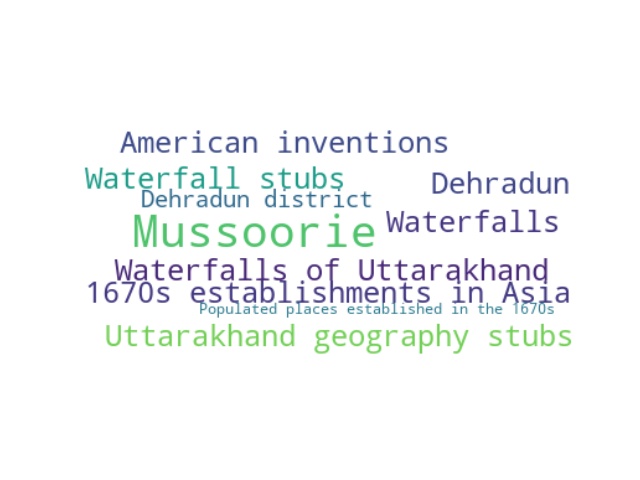 American inventions
Waterfall stubs
Dehradun
Dehradun district
Mussoorie
Waterfalls
Waterfalls of Uttarakhand
1670s establishments in Asia
Populated places established in the 1670s
Uttarakhand geography stubs